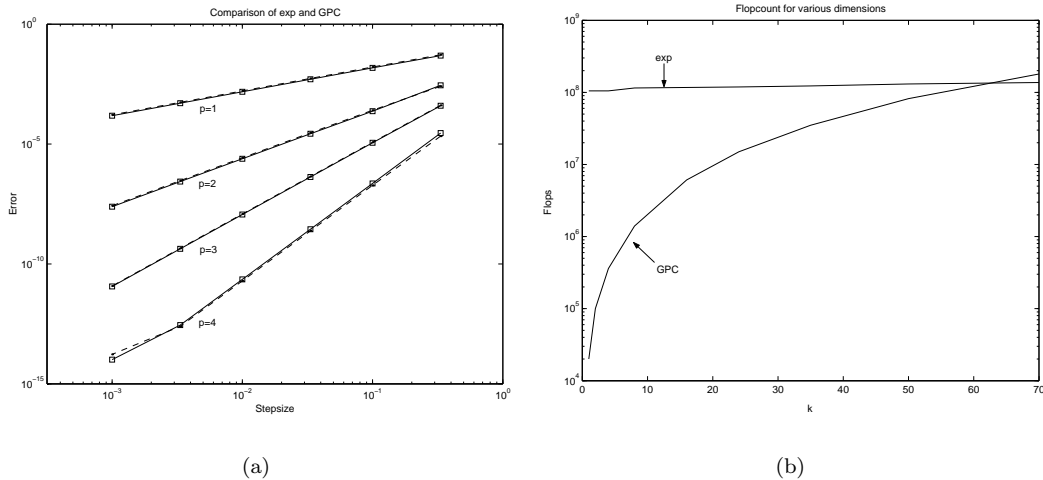 Comparison of exp and GPC
10^0
10^-5
10^-10
10^-15
Error
p=1
p=2
p=3
p=4
10^-3
10^-2
10^-1
10^0
Stepsize
(a)
Flopcount for various dimensions
10^9
10^8
10^7
10^6
10^5
10^4
Flops
exp
GPC
0
10
20
30
40
50
60
70
k
(b)